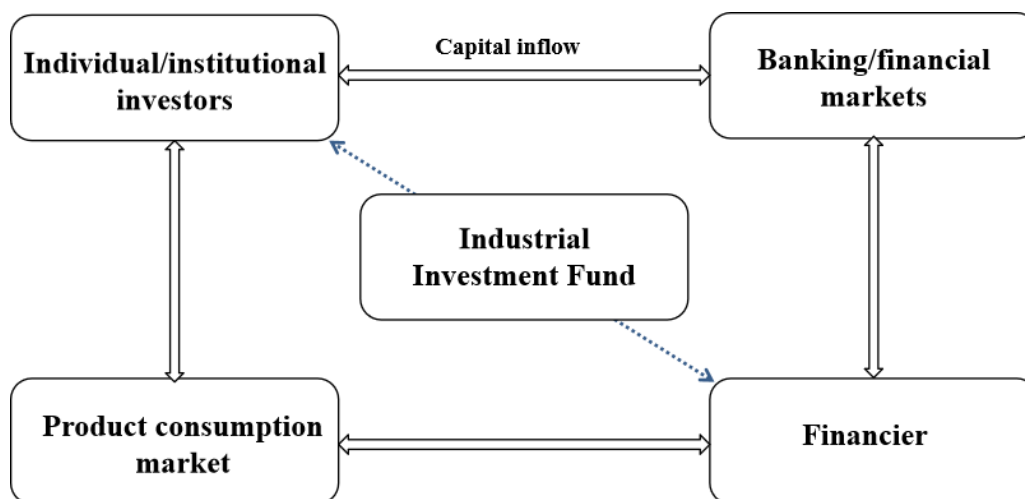 Individual/institutional
investors
Capital inflow
Banking/financial
markets
Industrial
Investment Fund
Product consumption
market
Financier